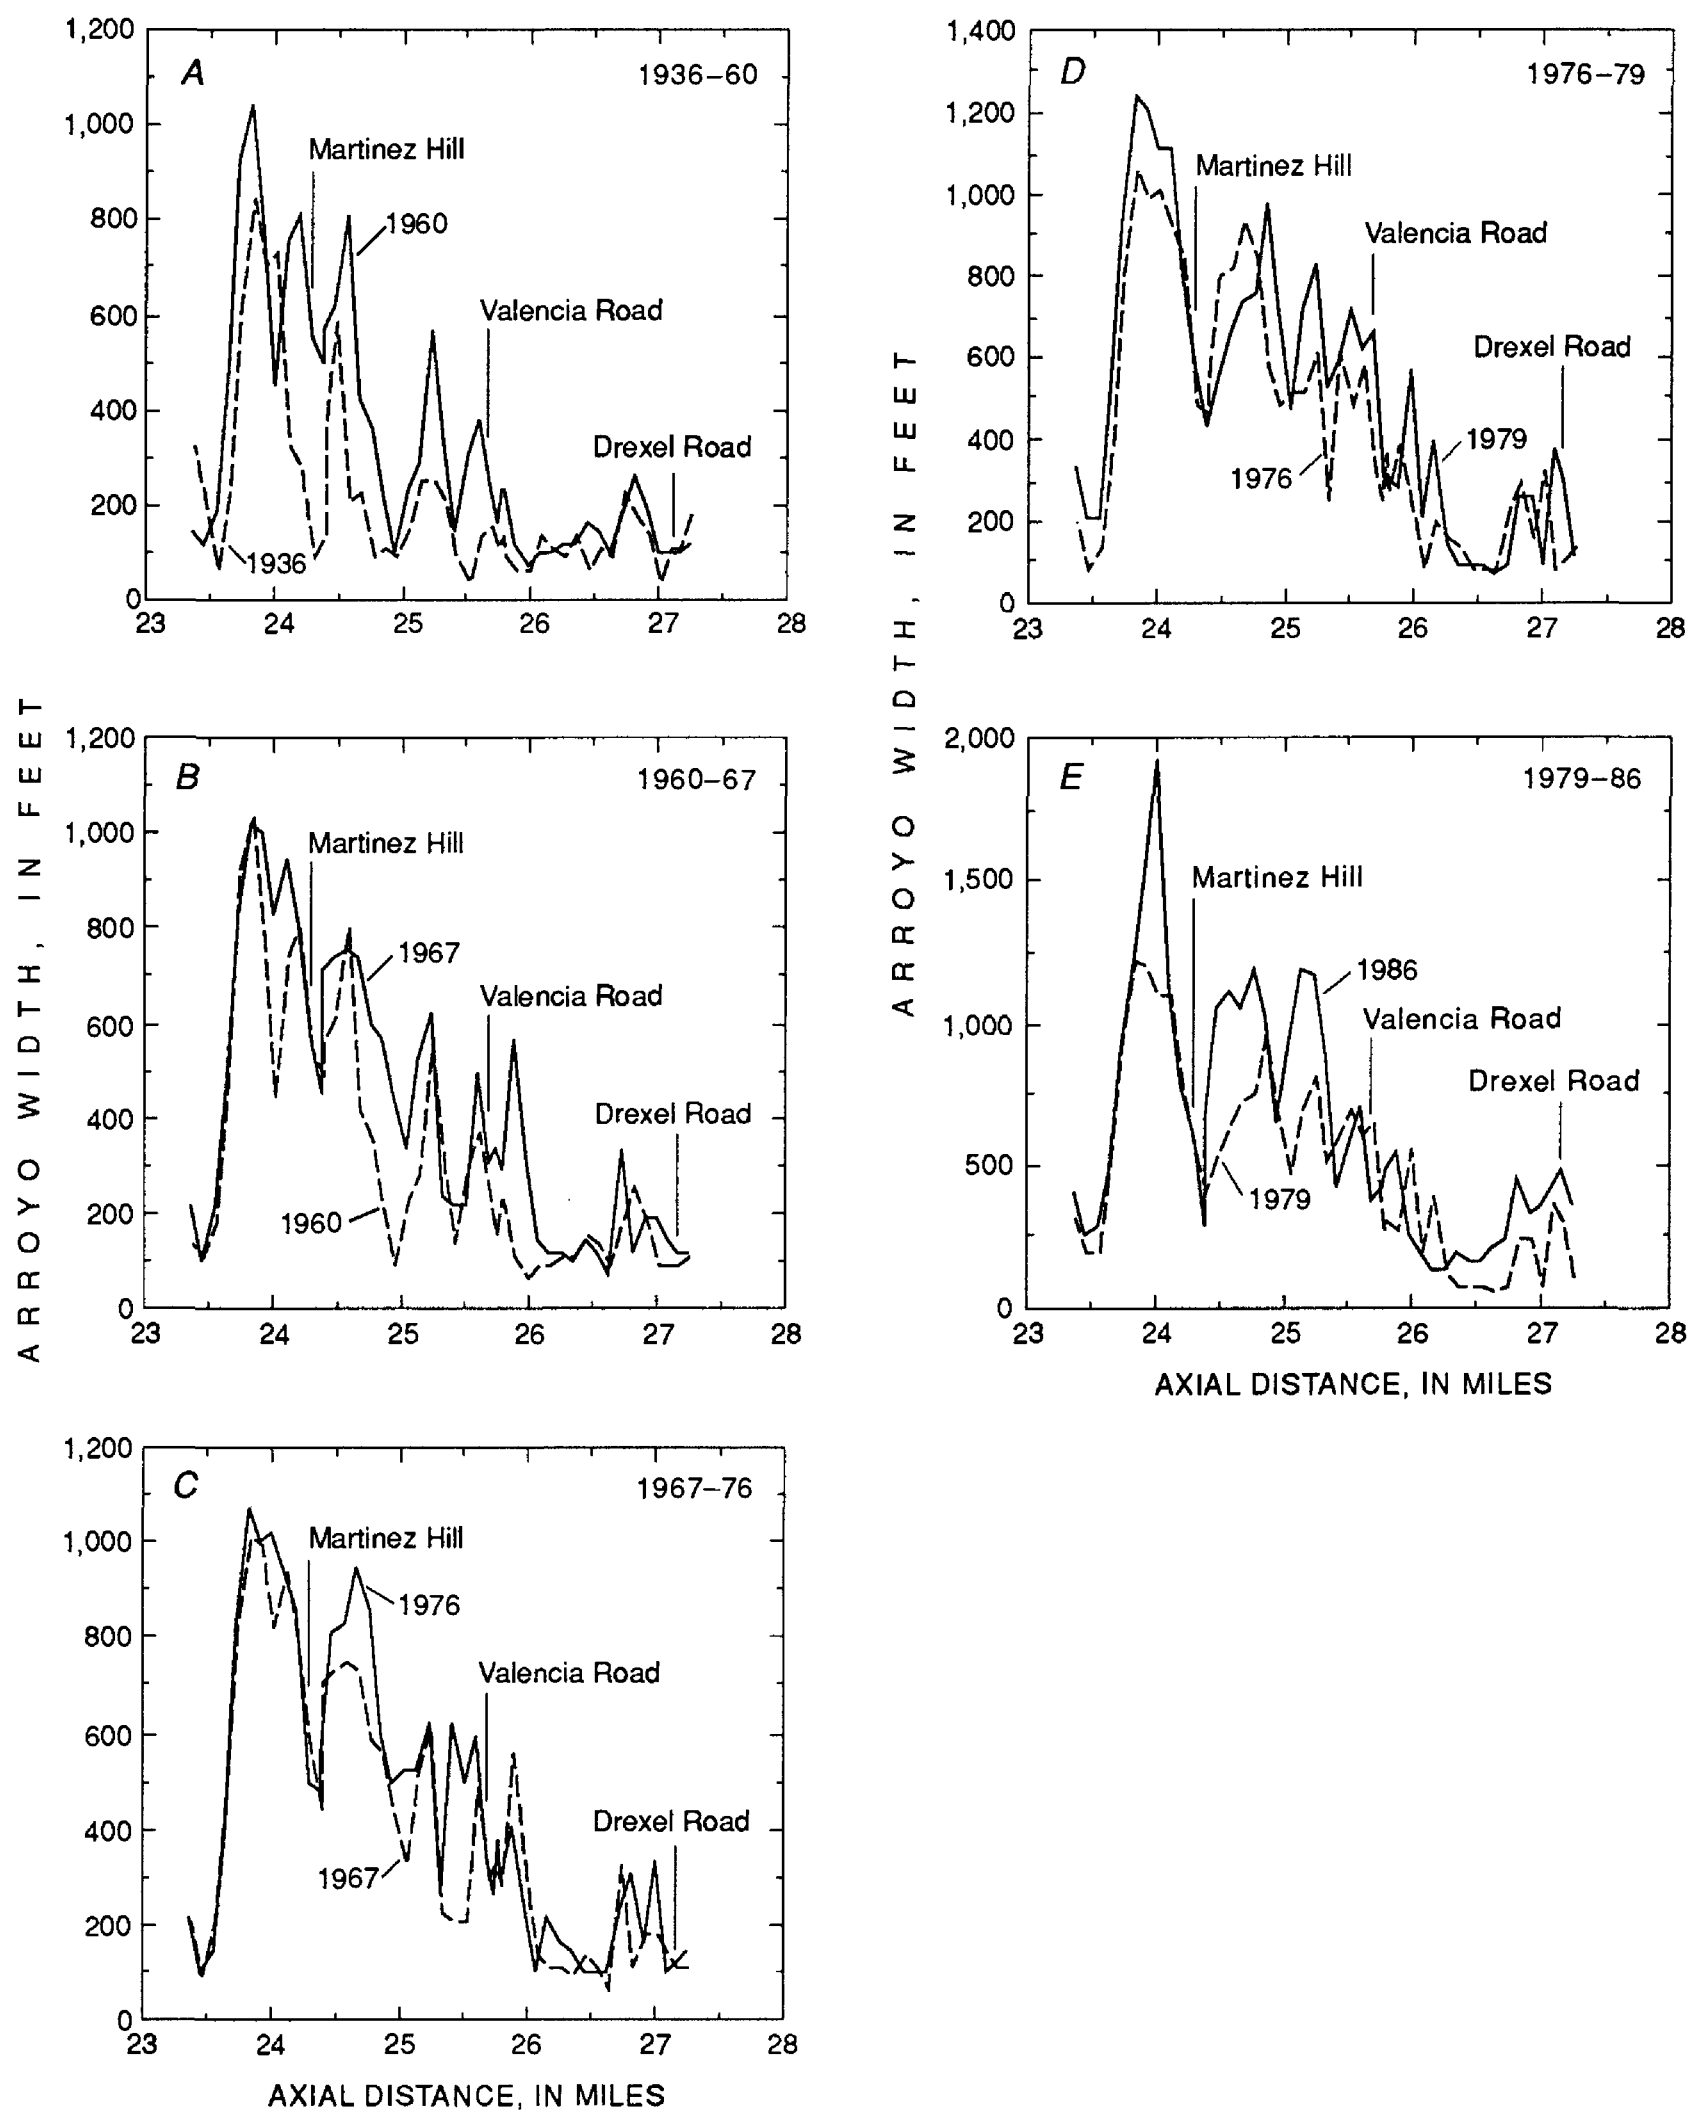 A
1936–60
1,200
1,000
800
600
400
200
0
Martinez Hill
1960
Valencia Road
Drexel Road
1936
23 24 25 26 27 28
B
1960–67
1,200
1,000
800
600
400
200
0
Martinez Hill
1967
Valencia Road
Drexel Road
1960
23 24 25 26 27 28
C
1967–76
1,200
1,000
800
600
400
200
0
Martinez Hill
1976
Valencia Road
Drexel Road
1967
23 24 25 26 27 28
ARROYO WIDTH, IN FEET
AXIAL DISTANCE, IN MILES
D
1976–79
1,400
1,200
1,000
800
600
400
200
0
Martinez Hill
Valencia Road
Drexel Road
1979
1976
23 24 25 26 27 28
E
1979–86
2,000
1,500
1,000
500
0
Martinez Hill
1986
Valencia Road
Drexel Road
1979
23 24 25 26 27 28
ARROYO WIDTH, IN FEET
AXIAL DISTANCE, IN MILES